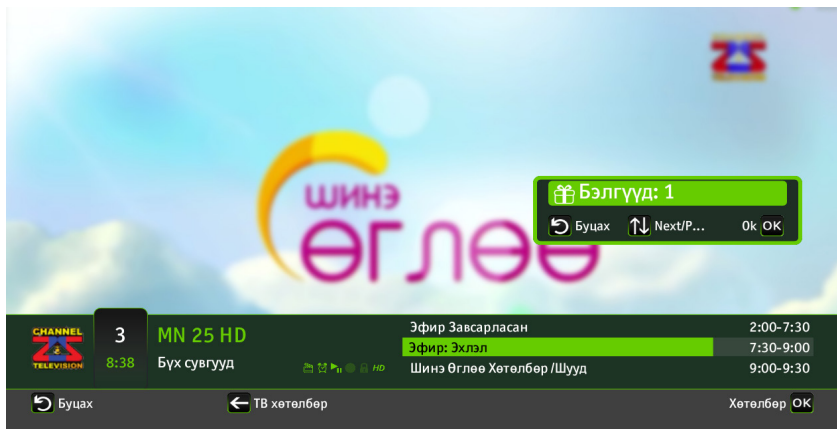 шинэ
өглөө
Бэлгүүд: 1
Буцах
Next/P...
Ok OK
CHANNEL
25
TELEVISION
3
8:38
MN 25 HD
Бүх сувгууд
HD
Эфир Завсарласан 2:00-7:30
Эфир: Эхлэл 7:30-9:00
Шинэ Өглөө Хөтөлбөр /Шууд 9:00-9:30
Буцах
ТВ хөтөлбөр
Хөтөлбөр OK